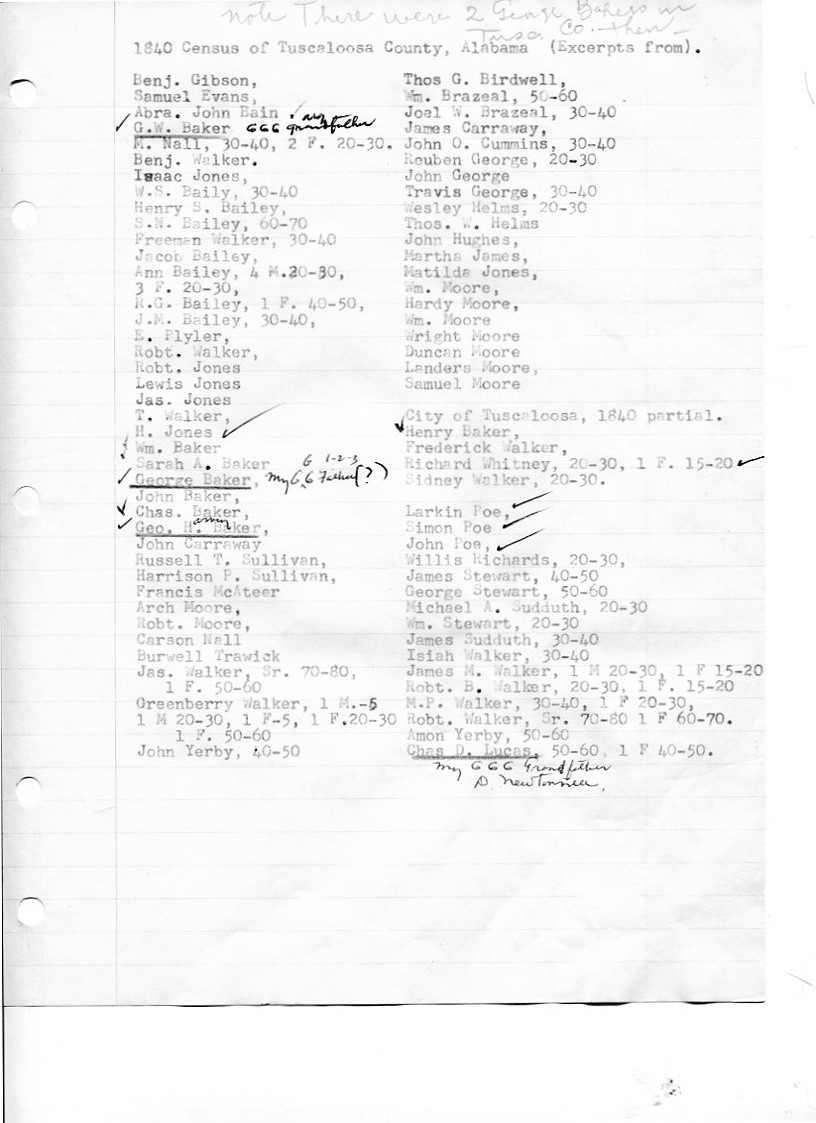 note There were 2 George Bakers in
Tusc. Co. then
1840 Census of Tuscaloosa County, Alabama (Excerpts from).
Benj. Gibson,
Samuel Evans,
Abra. John Bain
G.W. Baker my GGG grandfather
M. Nall, 30-40, 2 F. 20-30.
Benj. Walker.
Isaac Jones,
W.S. Baily, 30-40
Henry S. Bailey,
S.N. Bailey, 60-70
Freeman Walker, 30-40
Jacob Bailey,
Ann Bailey, 4 M.20-30,
3 F. 20-30,
R.G. Bailey, 1 F. 40-50,
J.M. Bailey, 30-40,
E. Plyler,
Robt. Walker,
Robt. Jones
Lewis Jones
Jas. Jones
T. Walker,
H. Jones
Wm. Baker
Sarah A. Baker G 1-2-3
George Baker, my G.G Father(?)
John Baker,
Chas. Baker,
Geo. H. Baker,
John Carraway
Russell T. Sullivan,
Harrison P. Sullivan,
Francis McAteer
Arch Moore,
Robt. Moore,
Carson Nall
Burwell Trawick
Jas. Walker, Sr. 70-80,
1 F. 50-60
Greenberry Walker, 1 M.-5
1 M 20-30, 1 F-5, 1 F.20-30
1 F. 50-60
John Yerby, 40-50
Thos G. Birdwell,
Wm. Brazeal, 50-60
Joel W. Brazeal, 30-40
James Carraway,
John O. Cummins, 30-40
Reuben George, 20-30
John George
Travis George, 30-40
Wesley Helms, 20-30
Thos. W. Helms
John Hughes,
Martha James,
Matilda Jones,
Wm. Moore,
Hardy Moore,
Wm. Moore
Wright Moore
Duncan Moore
Landers Moore,
Samuel Moore
City of Tuscaloosa, 1840 partial.
Henry Baker,
Frederick Walker,
Richard Whitney, 20-30, 1 F. 15-20
Sidney Walker, 20-30.
Larkin Poe,
Simon Poe
John Poe,
Willis Richards, 20-30,
James Stewart, 40-50
George Stewart, 50-60
Michael A. Sudduth, 20-30
Wm. Stewart, 20-30
James Sudduth, 30-40
Isiah Walker, 30-40
James M. Walker, 1 M 20-30, 1 F 15-20
Robt. B. Walker, 20-30, 1 F. 15-20
M.P. Walker, 30-40, 1 F 20-30,
Robt. Walker, Sr. 70-80 1 F 60-70.
Amon Yerby, 50-60
Chas D. Lucas, 50-60, 1 F 40-50.
my GGG Grandfather
D.